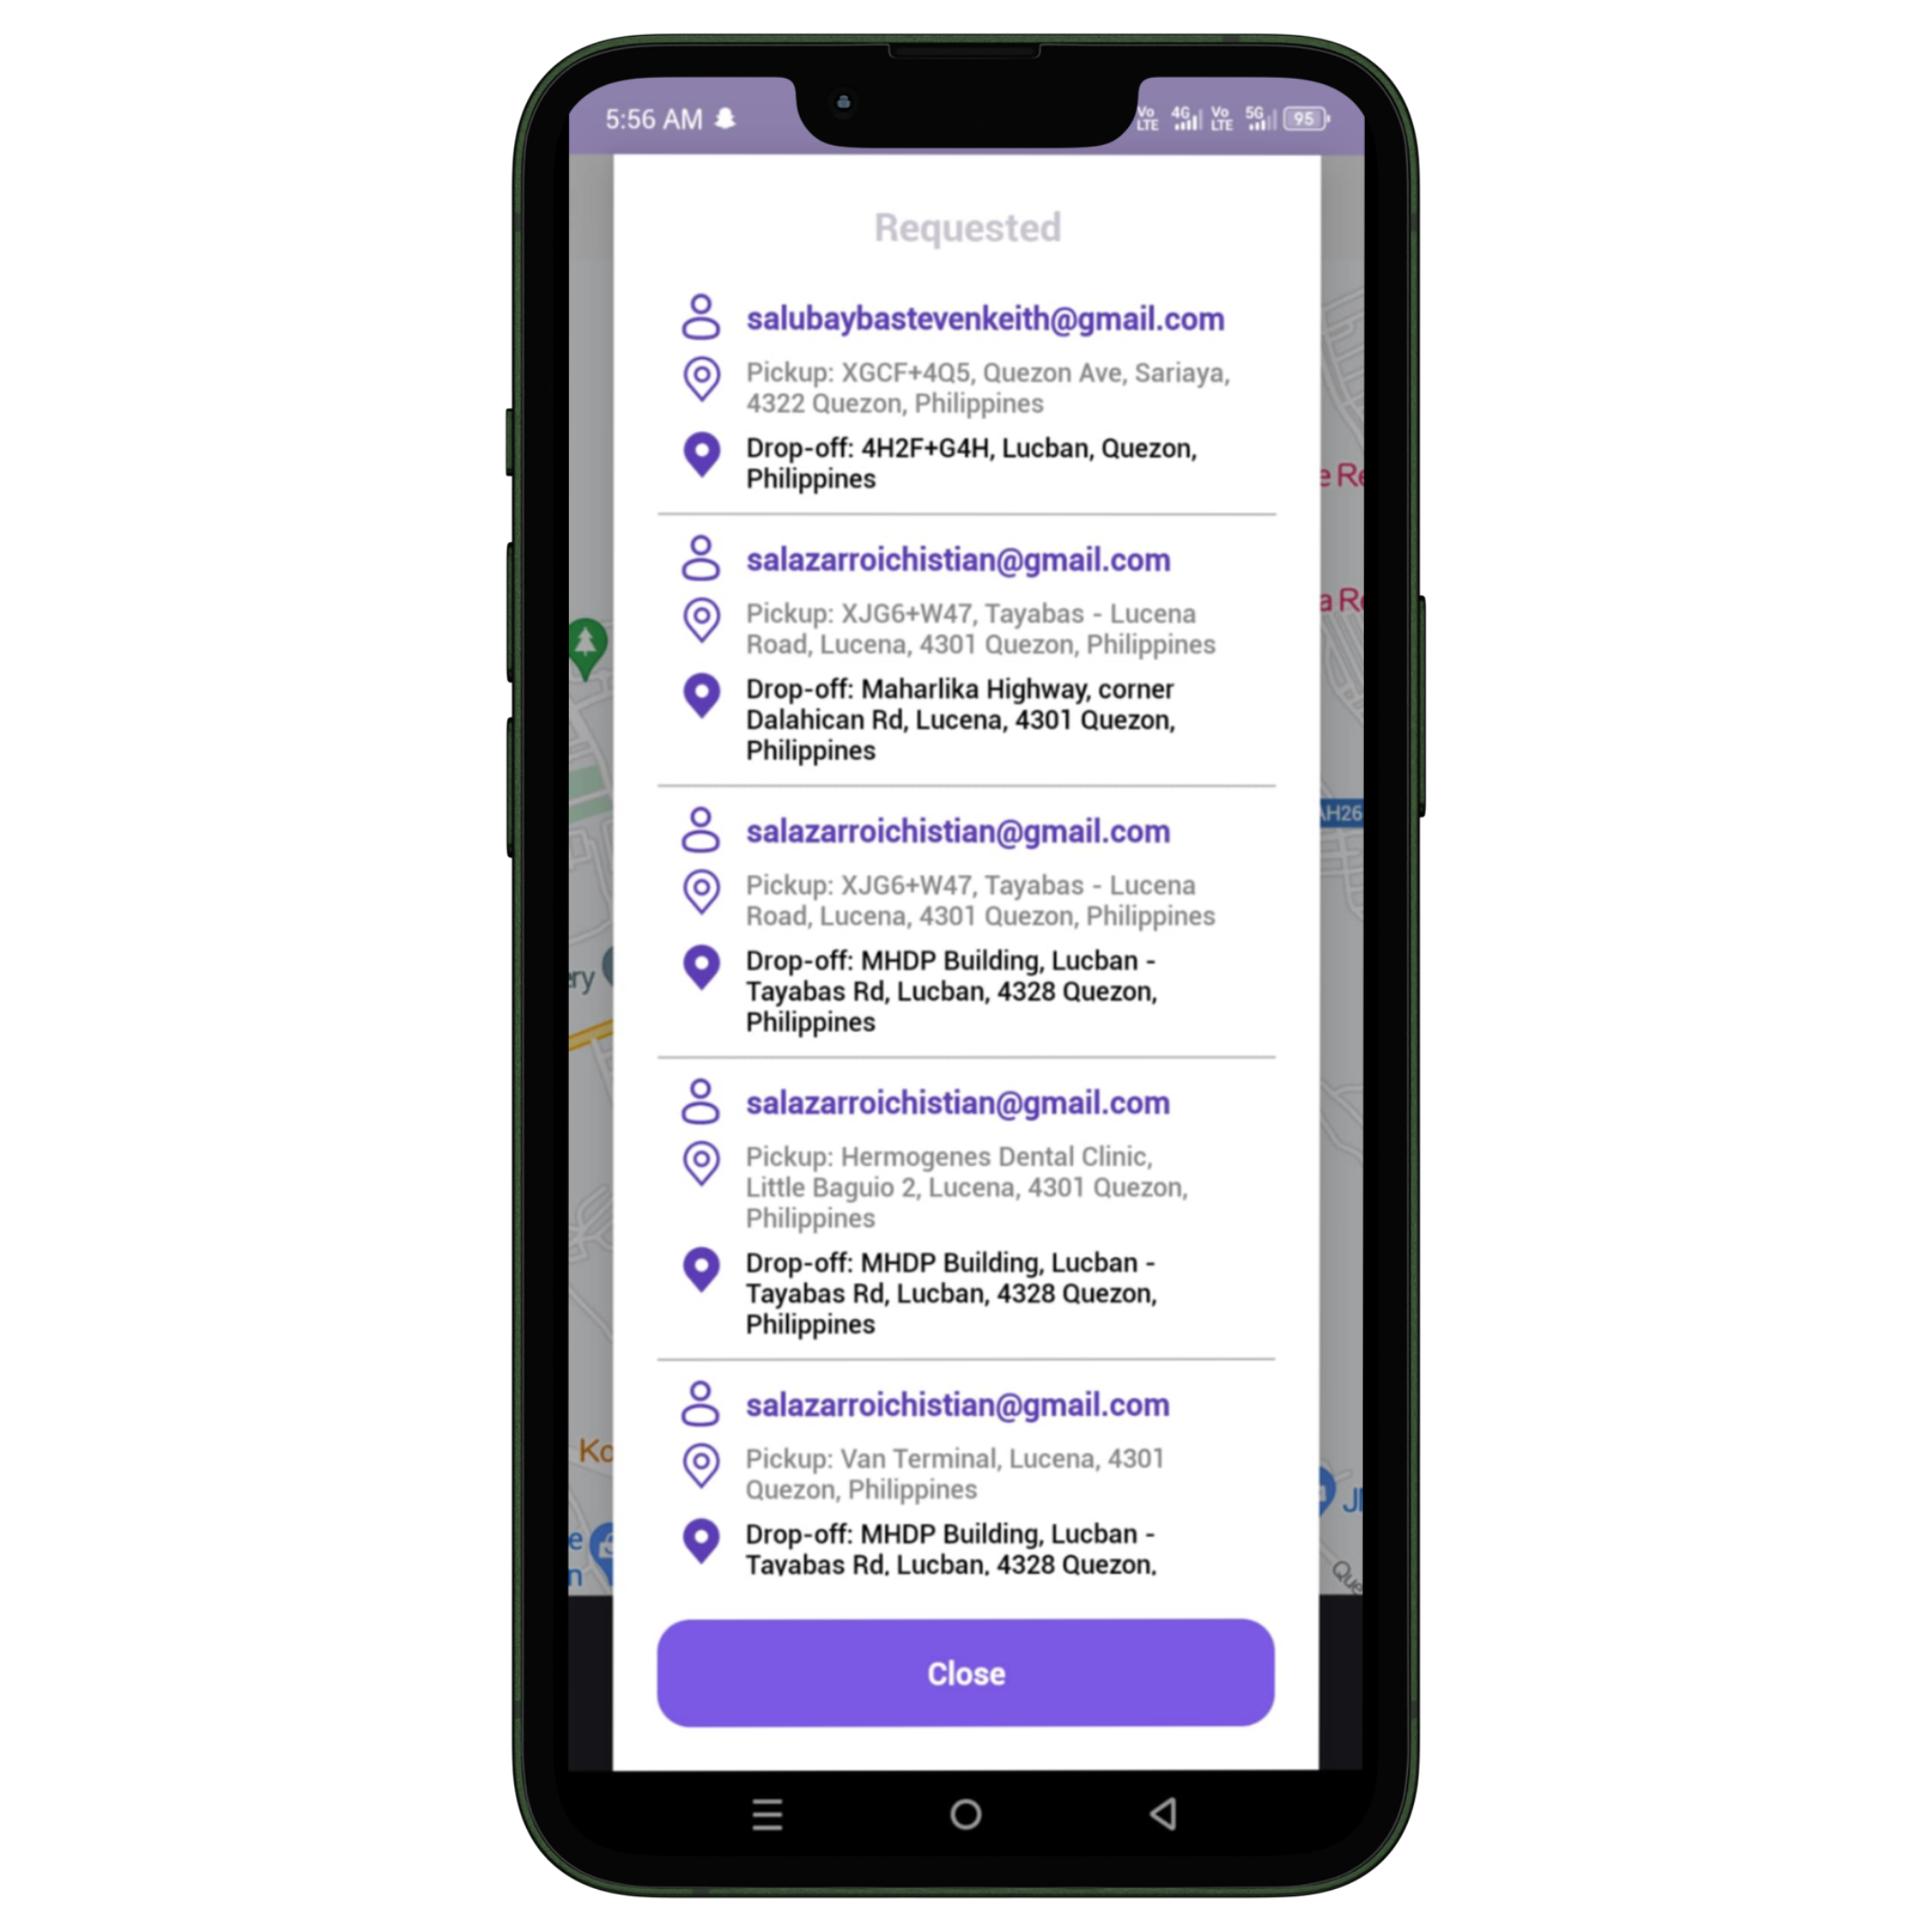 5:56 AM
Vo LTE 4G Vo LTE 5G 95
Requested
salubaybastevenkeith@gmail.com
Pickup: XGCF+4Q5, Quezon Ave, Sariaya,
4322 Quezon, Philippines
Drop-off: 4H2F+G4H, Lucban, Quezon,
Philippines
e Re
salazarroichistian@gmail.com
a Re
Pickup: XJG6+W47, Tayabas - Lucena
Road, Lucena, 4301 Quezon, Philippines
Drop-off: Maharlika Highway, corner
Dalahican Rd, Lucena, 4301 Quezon,
Philippines
AH26
salazarroichistian@gmail.com
Pickup: XJG6+W47, Tayabas - Lucena
Road, Lucena, 4301 Quezon, Philippines
Drop-off: MHDP Building, Lucban -
Tayabas Rd, Lucban, 4328 Quezon,
Philippines
ery
salazarroichistian@gmail.com
Pickup: Hermogenes Dental Clinic,
Little Baguio 2, Lucena, 4301 Quezon,
Philippines
Drop-off: MHDP Building, Lucban -
Tayabas Rd, Lucban, 4328 Quezon,
Philippines
salazarroichistian@gmail.com
Ko
Pickup: Van Terminal, Lucena, 4301
Quezon, Philippines
Drop-off: MHDP Building, Lucban -
Tayabas Rd, Lucban, 4328 Quezon,
e
n
Que
Close